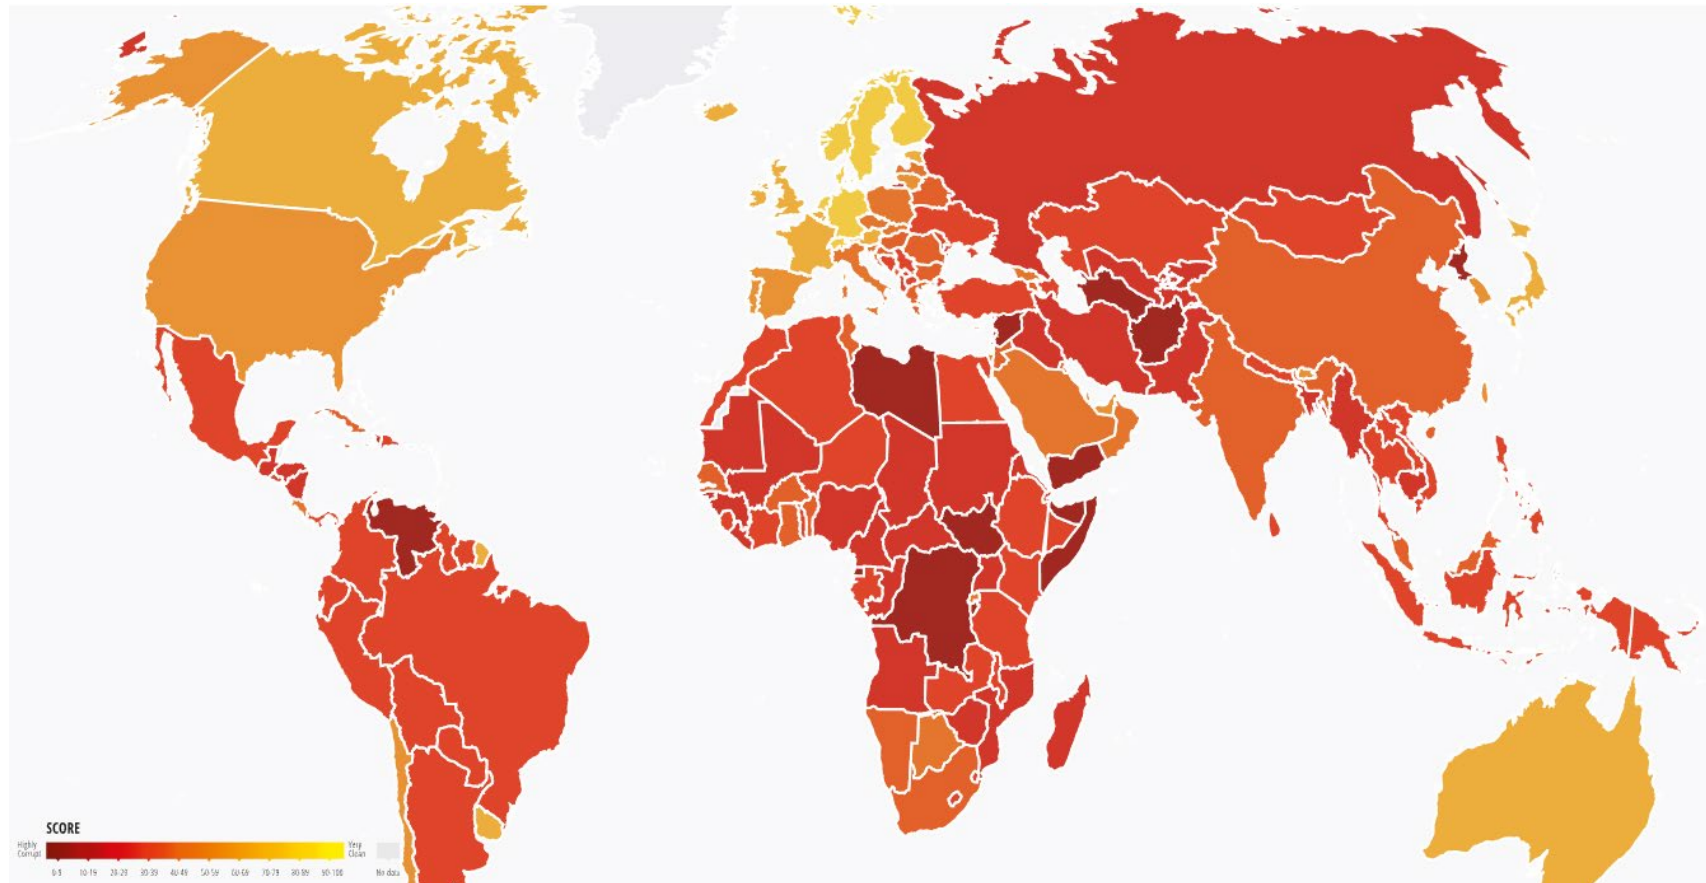 SCORE
Highly
Corrupt
Very
Clean
0-9 10-19 20-29 30-39 40-49 50-59 60-69 70-79 80-89 90-100 No data